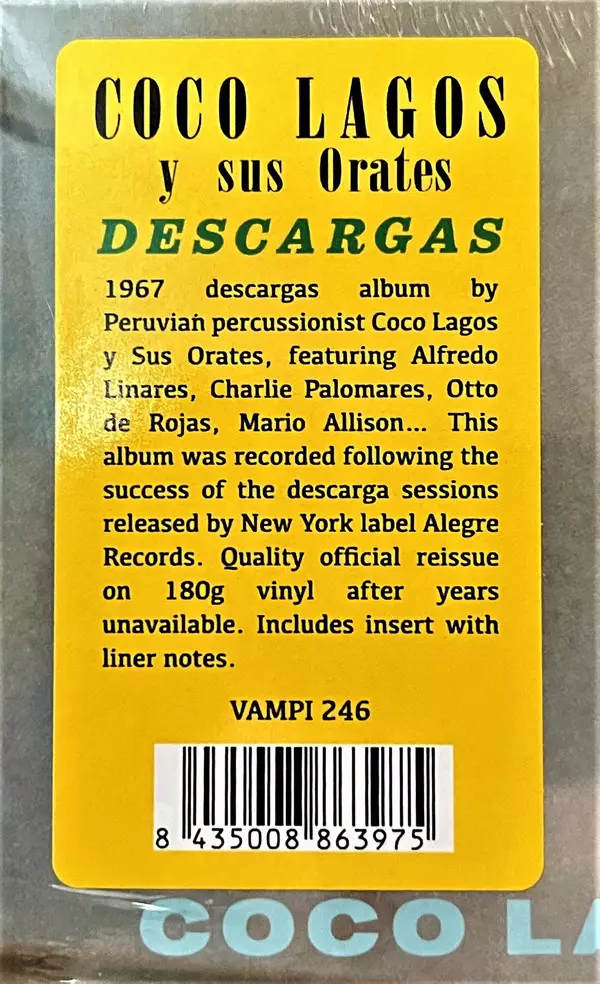 COCO LAGOS
y sus Orates
DESCARGAS
1967 descargas album by
Peruvian percussionist Coco Lagos
y Sus Orates, featuring Alfredo
Linares, Charlie Palomares, Otto
de Rojas, Mario Allison... This
album was recorded following the
success of the descarga sessions
released by New York label Alegre
Records. Quality official reissue
on 180g vinyl after years
unavailable. Includes insert with
liner notes.
VAMPI 246
8 435008 863975
COCO LA